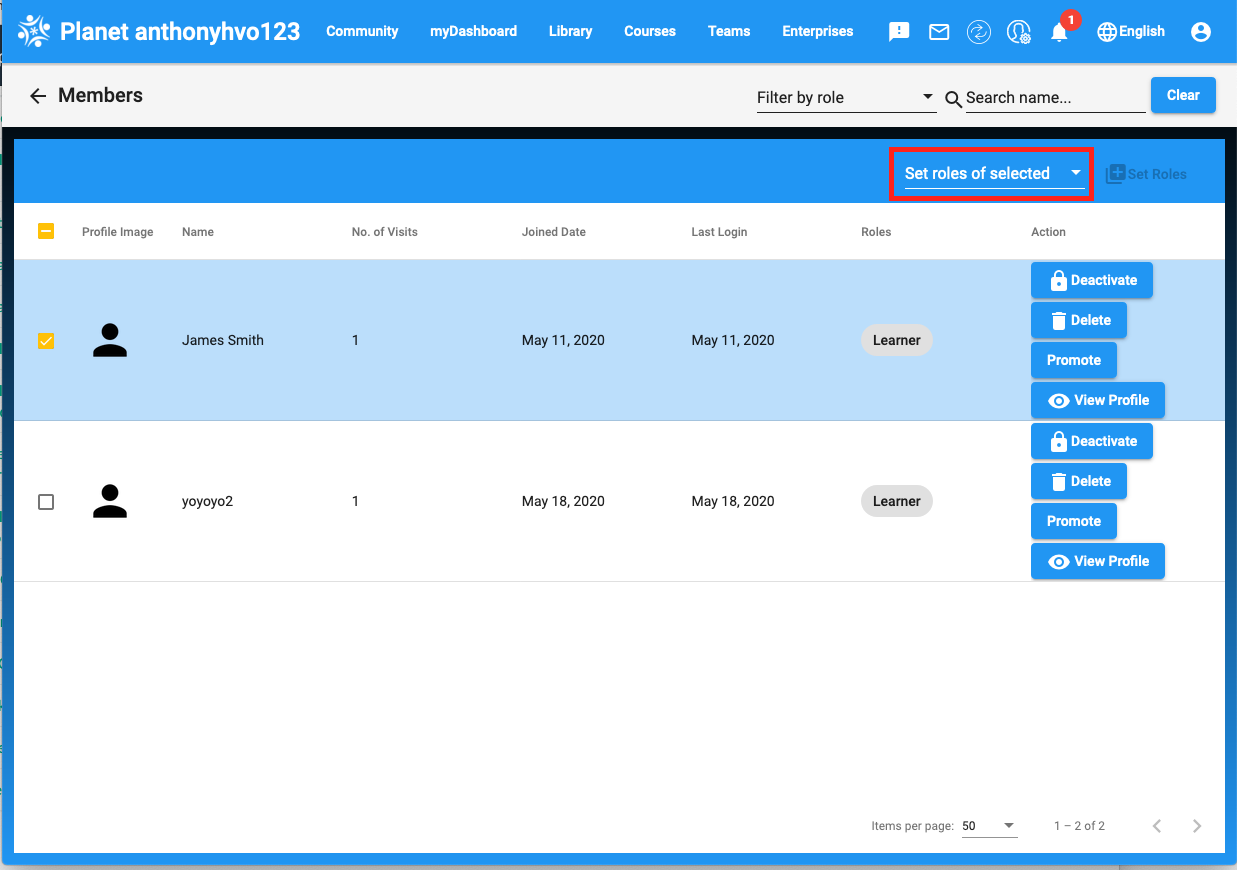 Planet anthonyhvo123 Community myDashboard Library Courses Teams Enterprises 1 English
Members Filter by role Search name... Clear
Set roles of selected Set Roles
Profile Image Name No. of Visits Joined Date Last Login Roles Action
Deactivate
Delete
James Smith 1 May 11, 2020 May 11, 2020 Learner
Promote
View Profile
Deactivate
Delete
yoyoyo2 1 May 18, 2020 May 18, 2020 Learner
Promote
View Profile
Items per page: 50 1 – 2 of 2